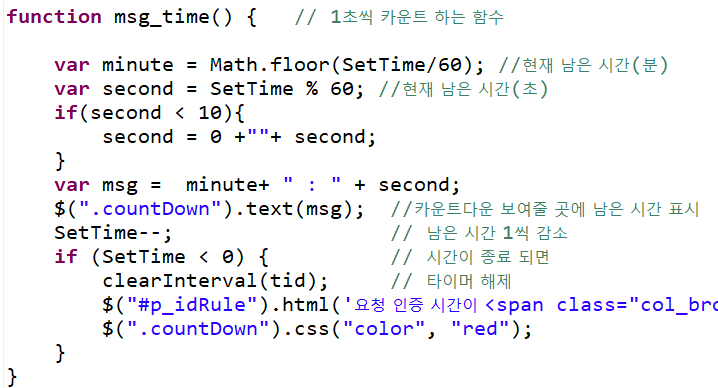 function msg_time() {   // 1초씩 카운트 하는 함수
    var minute = Math.floor(SetTime/60); //현재 남은 시간(분)
    var second = SetTime % 60; //현재 남은 시간(초)
    if(second < 10){
        second = 0 +""+ second;
    }
    var msg =  minute+ " : " + second;
    $(".countDown").text(msg);  //카운트다운 보여줄 곳에 남은 시간 표시
    SetTime--;                  // 남은 시간 1씩 감소
    if (SetTime < 0) {          // 시간이 종료 되면
        clearInterval(tid);     // 타이머 해제
        $("#p_idRule").html('요청 인증 시간이 <span class="col_bro
        $(".countDown").css("color", "red");
    }
}